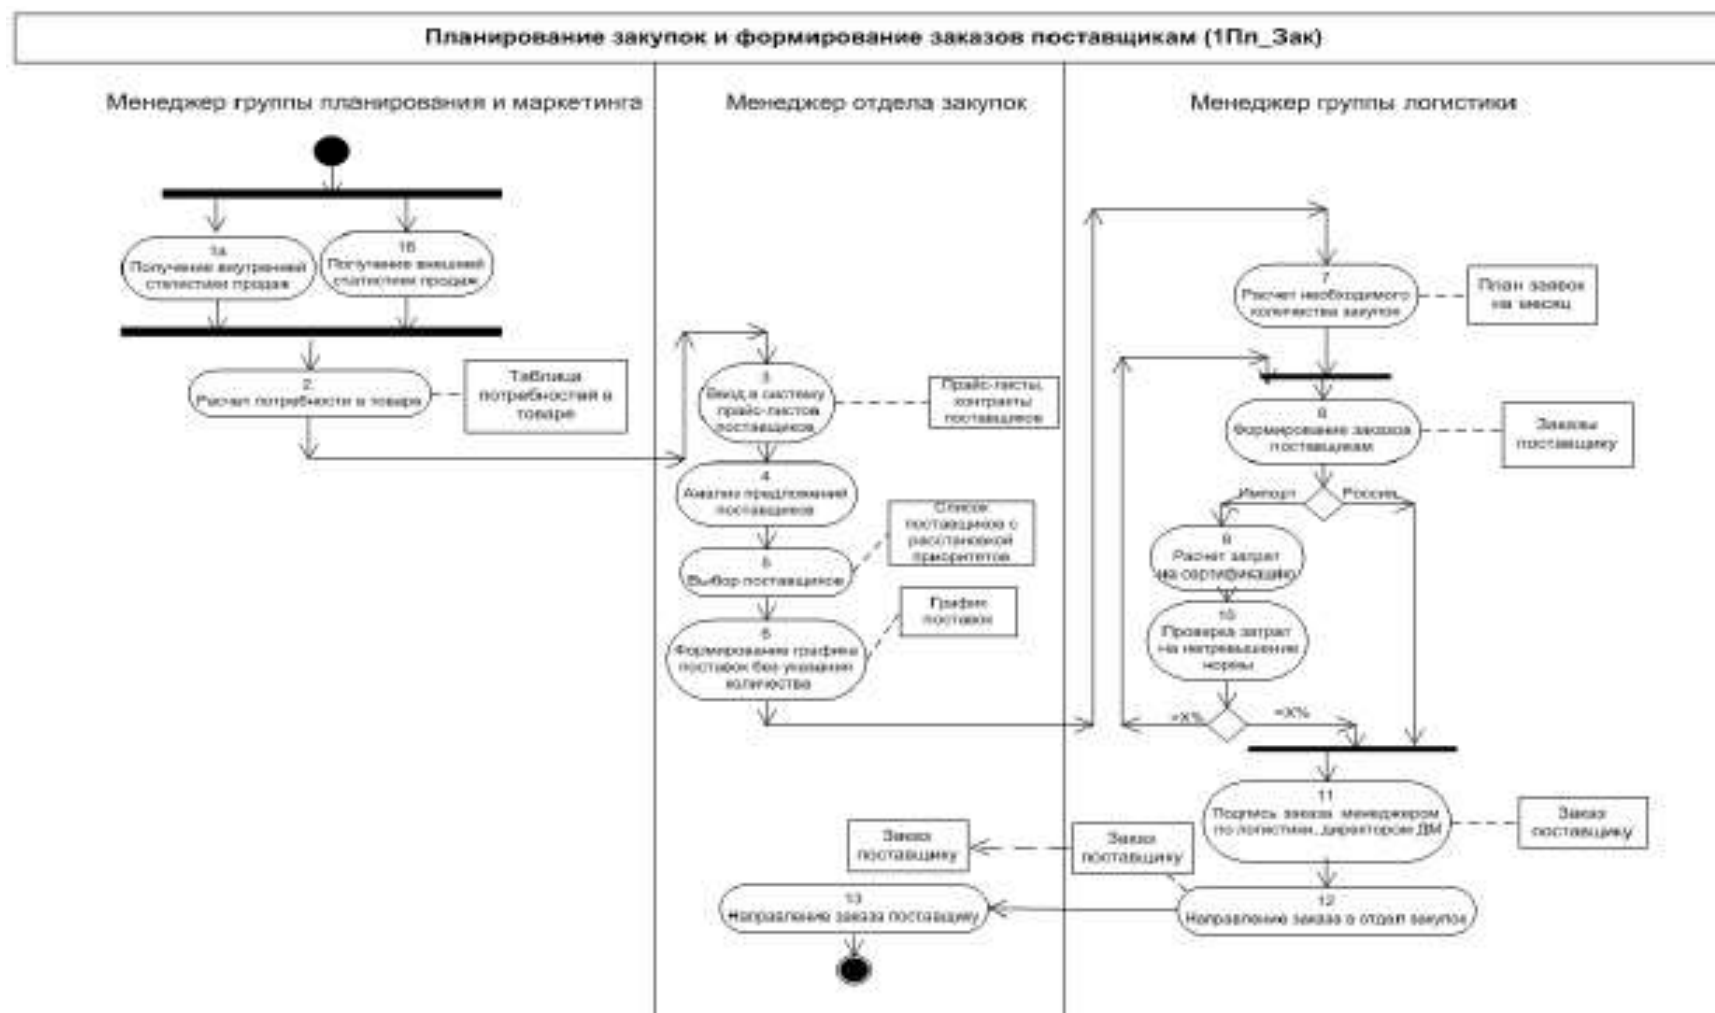 Планирование закупок и формирование заказов поставщикам (1Пл_Зак)
Менеджер группы планирования и маркетинга
Менеджер отдела закупок
Менеджер группы логистики
1а
Получение внутренней
статистики продаж
1б
Получение внешней
статистики продаж
2
Расчет потребности в товаре
Таблица
потребностей в
товаре
3
Ввод в систему
прайс-листов
поставщиков
Прайс-листы,
контракты
поставщиков
4
Анализ предложений
поставщиков
5
Выбор поставщиков
Список
поставщиков с
расстановкой
приоритетов
6
Формирование графика
поставок без указания
количества
График
поставок
7
Расчет необходимого
количества закупок
План заявок
на месяц
8
Формирование заказов
поставщикам
Заказы
поставщику
Импорт
Россия
9
Расчет затрат
на сертификацию
10
Проверка затрат
на непревышение
нормы
=X%
11
Подпись заказа менеджером
по логистики, директором ДМ
Заказ
поставщику
Заказ
поставщику
Заказ
поставщику
12
Направление заказа в отдел закупок
13
Направление заказа поставщику